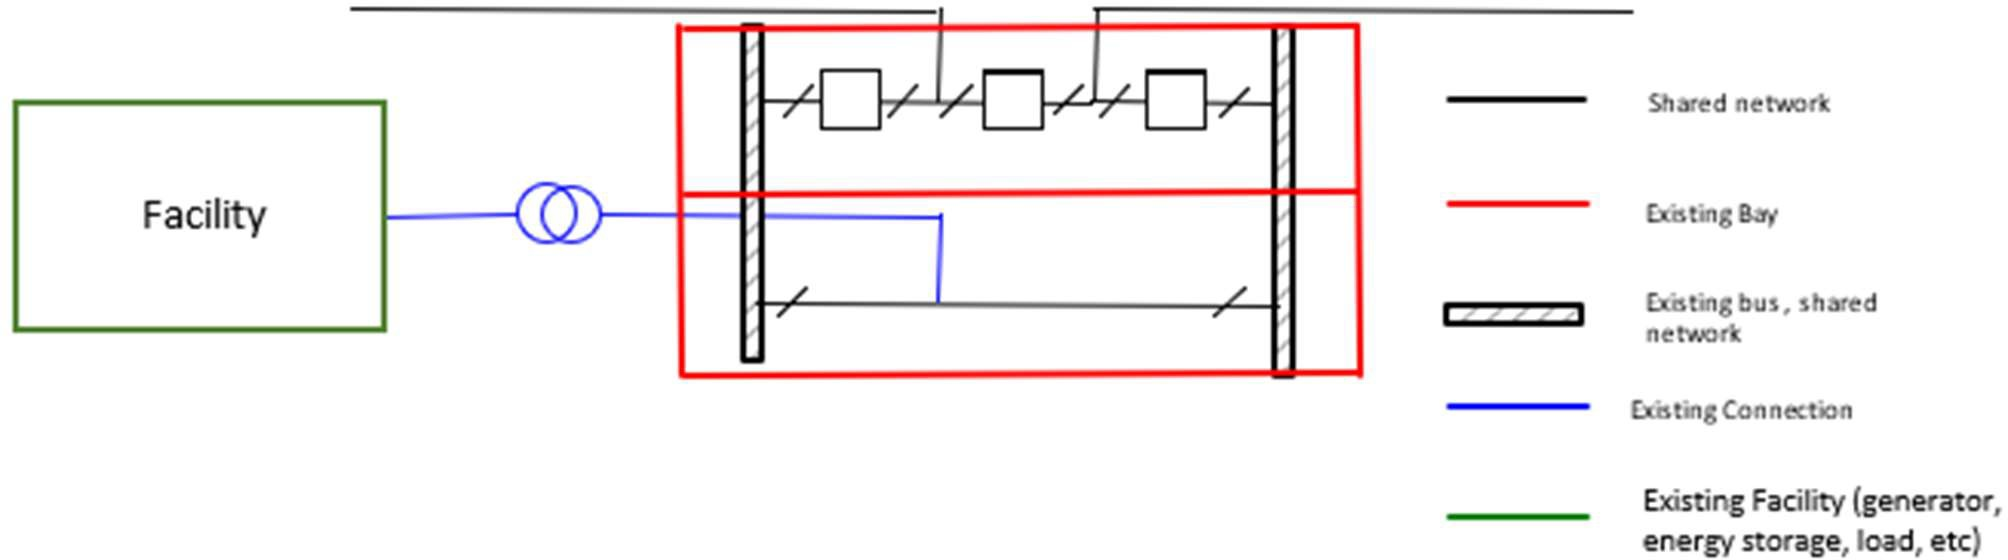 Facility
Shared network
Existing Bay
Existing bus, shared
network
Existing Connection
Existing Facility (generator,
energy storage, load, etc)